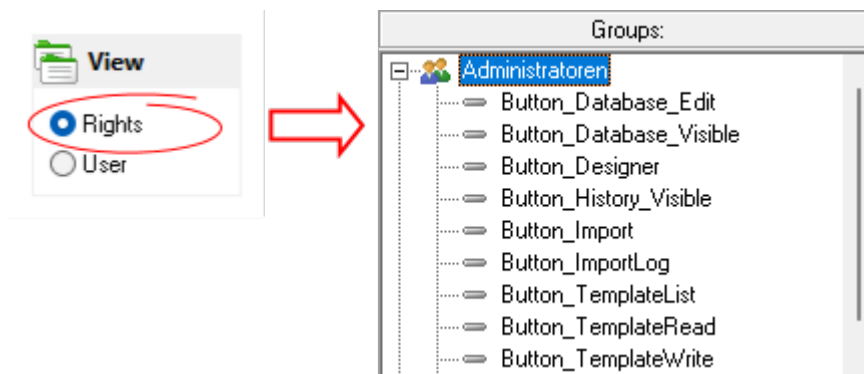 View
Rights
User
Groups:
Administratoren
Button_Database_Edit
Button_Database_Visible
Button_Designer
Button_History_Visible
Button_Import
Button_ImportLog
Button_TemplateList
Button_TemplateRead
Button_TemplateWrite